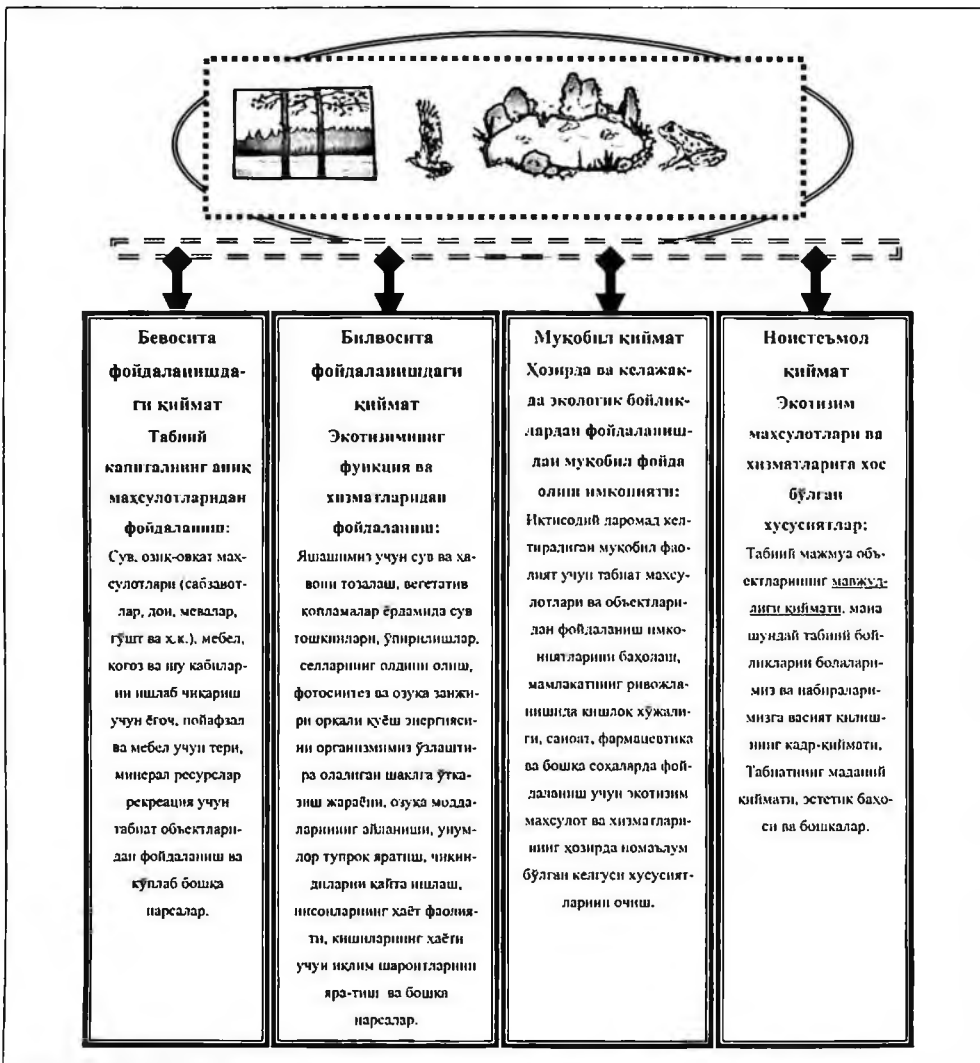 Бевосита
фойдаланишда-
ги қиймат
Табиий
капиталнинг аниқ
маҳсулотларидан
фойдаланиш:
Сув, озиқ-овқат мах-
сулотлари (сабзавот-
лар, дон, мевалар,
гўшт ва ҳ.к.), мебел,
коғоз ва шу кабилар-
ни ишлаб чиқариш
учун ёғоч, пойафзал
ва мебел учун тери,
минерал ресурслар
рекреация учун
табиат объектлари-
дан фойдаланиш ва
кўплаб бошқа
нарсалар.
Билвосита
фойдаланишдаги
қиймат
Экотизимнинг
функция ва
хизматларидан
фойдаланиш:
Яшашимиз учун сув ва ҳа-
вони тозалаш, вегетатив
қопламалар ёрдамида сув
тошқинлари, ўпирилишлар,
селларнинг олдини олиш,
фотосинтез ва озуқа занжи-
ри орқали қуёш энергияси-
ни организмимиз ўзлашти-
ра оладиган шаклга ўтка-
зиш жараёни, озуқа модда-
ларнинг айланиши, унум-
дор тупроқ яратиш, чиқин-
диларни қайта ишлаш,
инсонларнинг ҳаёт фаолия-
ти, кишиларнинг ҳаёти
учун иқлим шароитларини
яра-тиш ва бошқа
нарсалар.
Муқобил қиймат
Ҳозирда ва келажак-
да экологик бойлик-
лардан фойдаланиш-
дан муқобил фойда
олиш имконияти:
Иқтисодий даромад кел-
тирадиган муқобил фао-
лият учун табиат маҳсу-
лотлари ва объектлари-
дан фойдаланиш имко-
ниятларини баҳолаш,
мамлакатнинг ривожла-
нишида қишлоқ хўжали-
ги, саноат, фармацевтика
ва бошқа соҳаларда фой-
даланиш учун экотизим
маҳсулот ва хизматлари-
нинг ҳозирда номаълум
бўлган келгуси хусусият-
ларини очиш.
Ноистеъмол
қиймат
Экотизим
махсулотлари ва
хизматларига хос
бўлган
хусусиятлар:
Табиий мажмуа объ-
ектларининг мавжуд-
лиги қиймати, мана
шундай табиий бой-
ликларни болалари-
миз ва набиралари-
мизга васият қилиш-
нинг қадр-қиймати,
Табиатнинг маданий
қиймати, эстетик баҳо-
си ва бошқалар.